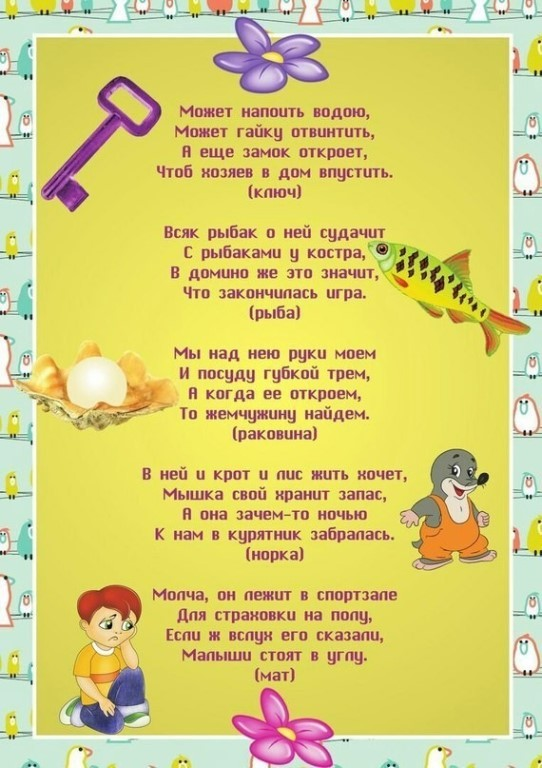 Может напоить водою,
Может гайку отвинтить,
А еще замок откроет,
Чтоб хозяев в дом впустить.
(ключ)
Всяк рыбак о ней судачит
С рыбаками у костра,
В домино же это значит,
Что закончилась игра.
(рыба)
Мы над нею руки моем
И посуду губкой трем,
А когда ее откроем,
То жемчужину найдем.
(раковина)
В ней и крот и лис жить хочет,
Мышка свой хранит запас,
А она зачем-то ночью
К нам в курятник забралась.
(норка)
Молча, он лежит в спортзале
Для страховки на полу,
Если ж вслух его сказали,
Малыши стоят в углу.
(мат)